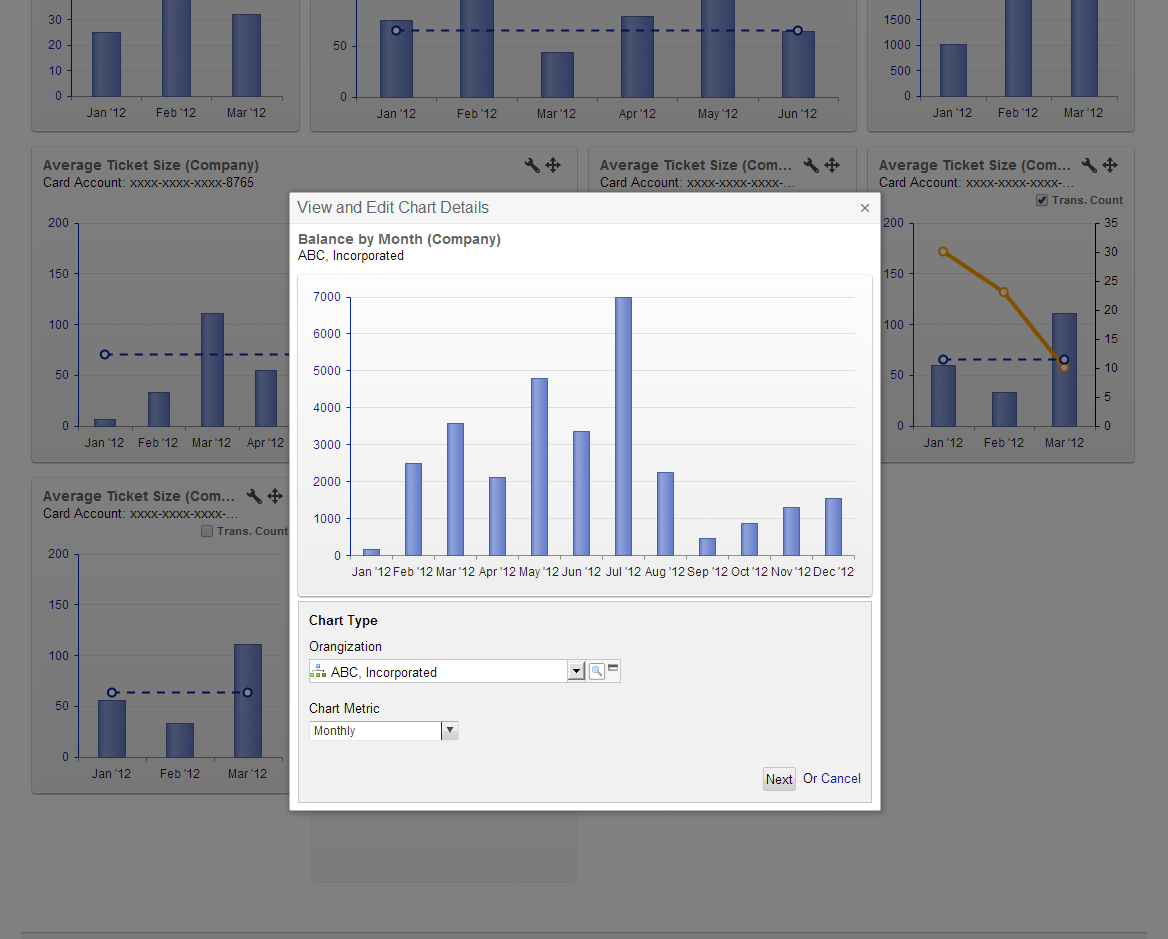 30
20
10
0
Jan '12 Feb '12 Mar '12
50
0
Jan '12 Feb '12 Mar '12 Apr '12 May '12 Jun '12
1500
1000
500
0
Jan '12 Feb '12 Mar '12
Average Ticket Size (Company)
Card Account: xxxx-xxxx-xxxx-8765
200
150
100
50
0
Jan '12 Feb '12 Mar '12 Apr '12
Average Ticket Size (Com...
Card Account: xxxx-xxxx-xxxx-...
Average Ticket Size (Com...
Card Account: xxxx-xxxx-xxxx-...
Trans. Count
200 35
30
150 25
100 20
15
50 10
5
0 0
Jan '12 Feb '12 Mar '12
View and Edit Chart Details ×
Balance by Month (Company)
ABC, Incorporated
7000
6000
5000
4000
3000
2000
1000
0
Jan '12 Feb '12 Mar '12 Apr '12 May '12 Jun '12 Jul '12 Aug '12 Sep '12 Oct '12 Nov '12 Dec '12
Chart Type
Orangization
ABC, Incorporated
Chart Metric
Monthly
Next Or Cancel
Average Ticket Size (Com...
Card Account: xxxx-xxxx-xxxx-...
Trans. Count
200
150
100
50
0
Jan '12 Feb '12 Mar '12